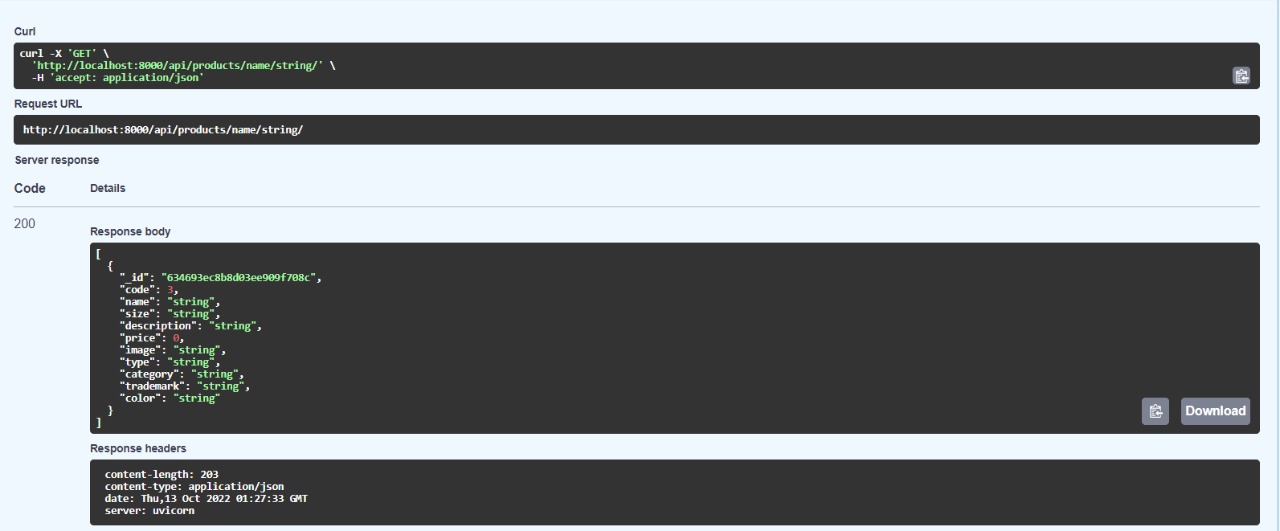 Curl
curl -X 'GET' \
  'http://localhost:8000/api/products/name/string/' \
  -H 'accept: application/json'
Request URL
http://localhost:8000/api/products/name/string/
Server response
Code Details
200
Response body
[
  {
    "_id": "634693ec8b8d03ee909f708c",
    "code": 3,
    "name": "string",
    "size": "string",
    "description": "string",
    "price": 0,
    "image": "string",
    "type": "string",
    "category": "string",
    "trademark": "string",
    "color": "string"
  }
]
Download
Response headers
content-length: 203
content-type: application/json
date: Thu,13 Oct 2022 01:27:33 GMT
server: uvicorn